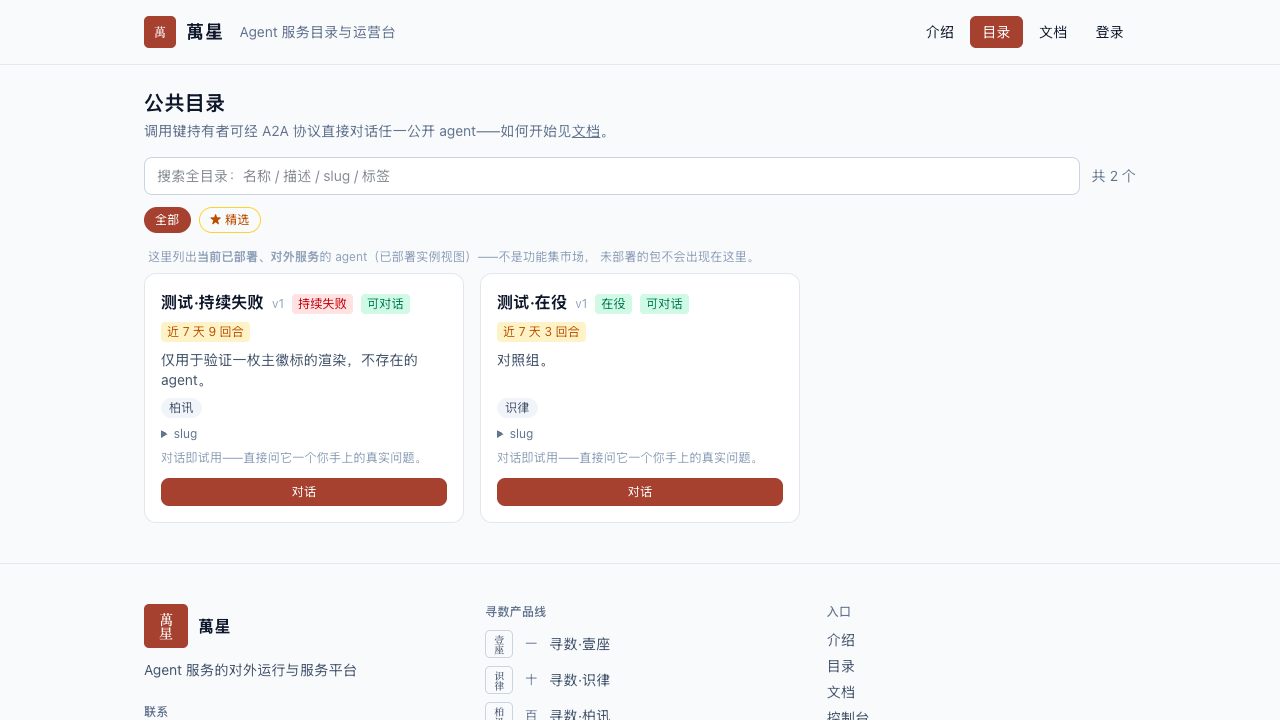 萬 萬星 Agent 服务目录与运营台 介绍 目录 文档 登录
公共目录
调用键持有者可经 A2A 协议直接对话任一公开 agent——如何开始见文档。
搜索全目录：名称 / 描述 / slug / 标签 共 2 个
全部 ★ 精选
这里列出当前已部署、对外服务的 agent（已部署实例视图）——不是功能集市场， 未部署的包不会出现在这里。
测试·持续失败 v1 持续失败 可对话
近 7 天 9 回合
仅用于验证一枚主徽标的渲染，不存在的
agent。
柏讯
▶ slug
对话即试用——直接问它一个你手上的真实问题。
对话
测试·在役 v1 在役 可对话
近 7 天 3 回合
对照组。
识律
▶ slug
对话即试用——直接问它一个你手上的真实问题。
对话
萬星 萬星
Agent 服务的对外运行与服务平台
联系
寻数产品线
壹座 一 寻数·壹座
识律 十 寻数·识律
柏 百 寻数·柏讯
入口
介绍
目录
文档
控制台